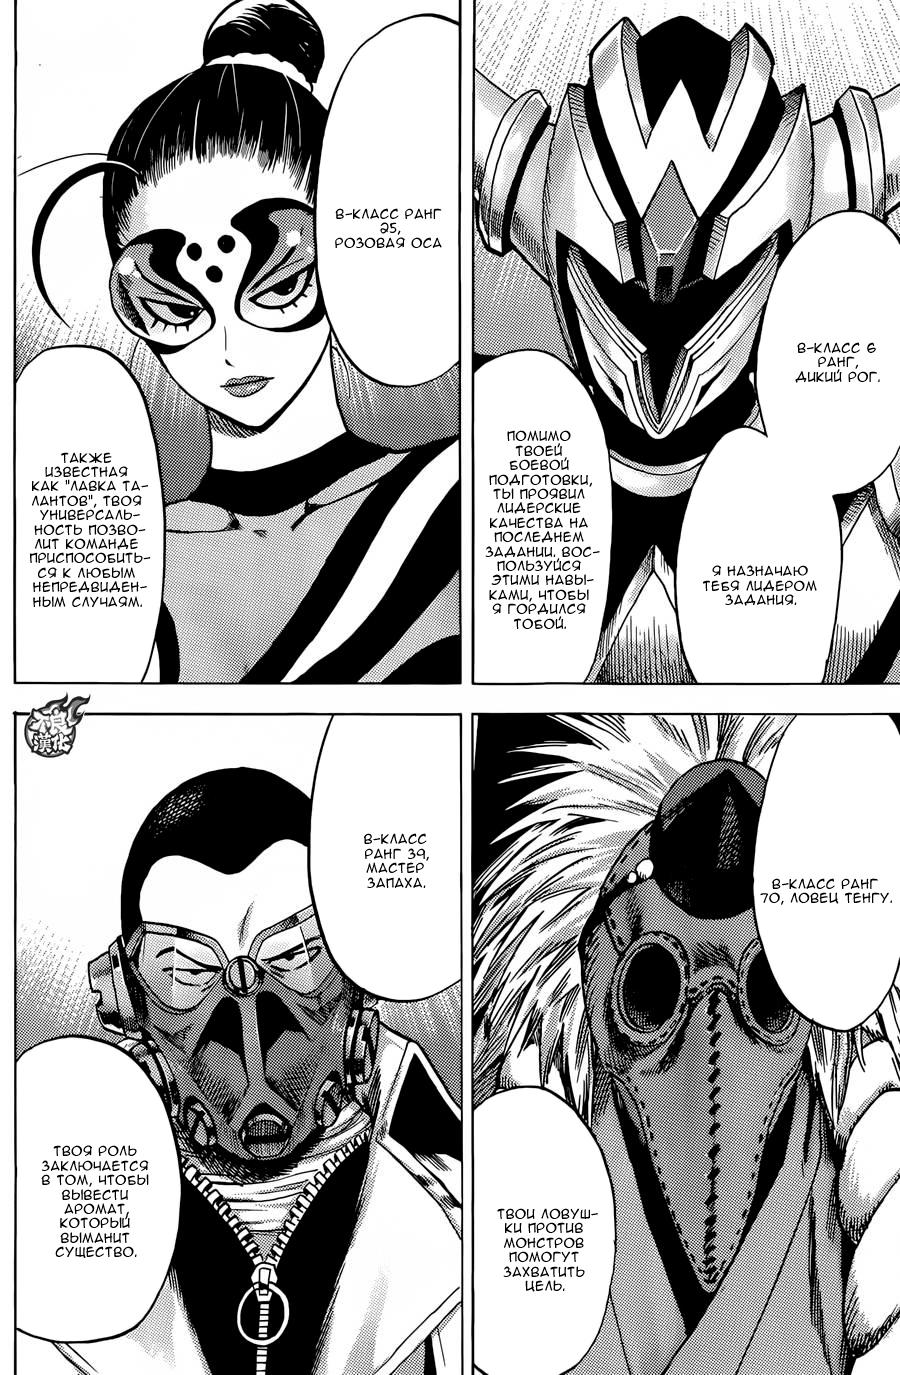 B-КЛАСС 6
РАНГ,
ДИКИЙ РОГ.
Я НАЗНАЧАЮ
ТЕБЯ ЛИДЕРОМ
ЗАДАНИЯ.
ПОМИМО
ТВОЕЙ
БОЕВОЙ
ПОДГОТОВКИ,
ТЫ ПРОЯВИЛ
ЛИДЕРСКИЕ
КАЧЕСТВА НА
ПОСЛЕДНЕМ
ЗАДАНИИ. ВОС-
ПОЛЬЗУЙСЯ
ЭТИМИ НАВЫ-
КАМИ, ЧТОБЫ
Я ГОРДИЛСЯ
ТОБОЙ.
B-КЛАСС РАНГ
25,
РОЗОВАЯ ОСА
ТАКЖЕ
ИЗВЕСТНАЯ
КАК "ЛАВКА ТА-
ЛАНТОВ", ТВОЯ
УНИВЕРСАЛЬ-
НОСТЬ ПОЗВО-
ЛИТ КОМАНДЕ
ПРИСПОСОБИТЬ-
СЯ К ЛЮБЫМ
НЕПРЕДВИДЕН-
НЫМ СЛУЧАЯМ.
B-КЛАСС РАНГ
70, ЛОВЕЦ ТЕНГУ.
ТВОИ ЛОВУШ-
КИ ПРОТИВ
МОНСТРОВ
ПОМОГУТ
ЗАХВАТИТЬ
ЦЕЛЬ.
B-КЛАСС
РАНГ 39,
МАСТЕР
ЗАПАХА.
ТВОЯ РОЛЬ
ЗАКЛЮЧАЕТСЯ
В ТОМ, ЧТОБЫ
ВЫВЕСТИ
АРОМАТ,
КОТОРЫЙ
ВЫМАНИТ
СУЩЕСТВО.